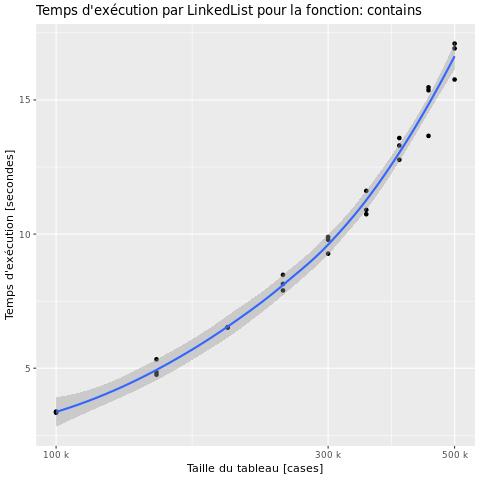 Temps d'exécution par LinkedList pour la fonction: contains
Temps d'exécution [secondes]
15
10
5
100 k
300 k
500 k
Taille du tableau [cases]